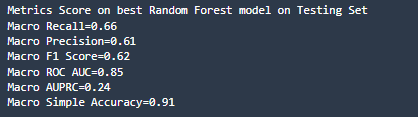 Metrics Score on best Random Forest model on Testing Set
Macro Recall=0.66
Macro Precision=0.61
Macro F1 Score=0.62
Macro ROC AUC=0.85
Macro AUPRC=0.24
Macro Simple Accuracy=0.91